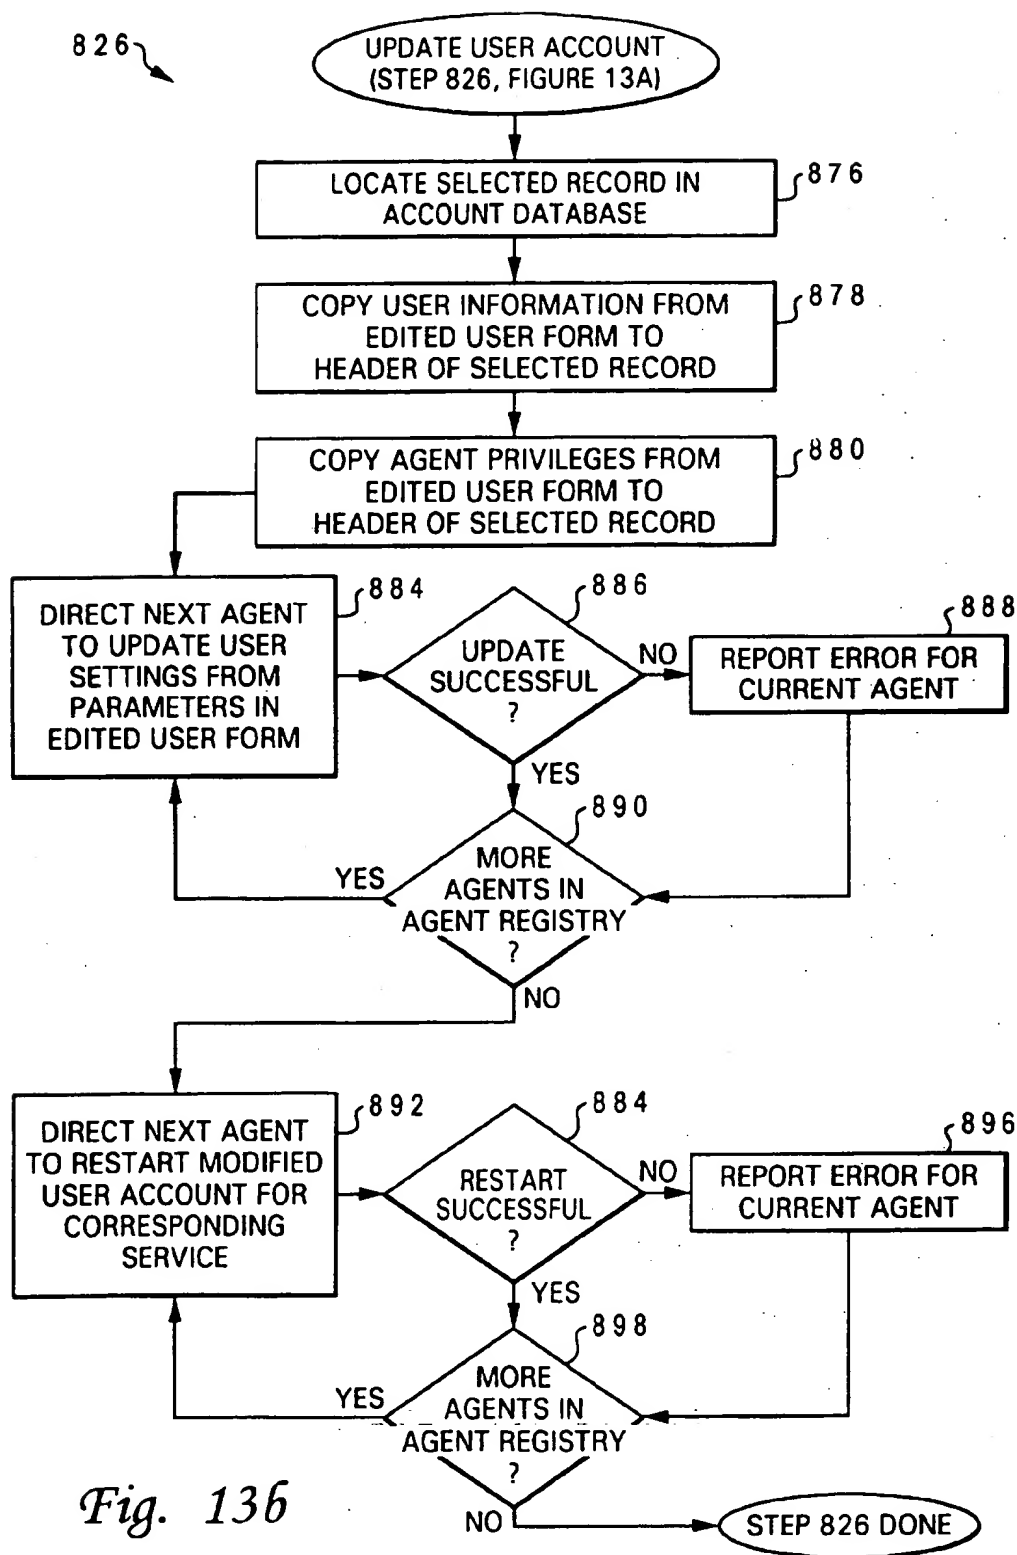 826
UPDATE USER ACCOUNT
(STEP 826, FIGURE 13A)
876
LOCATE SELECTED RECORD IN
ACCOUNT DATABASE
878
COPY USER INFORMATION FROM
EDITED USER FORM TO
HEADER OF SELECTED RECORD
880
COPY AGENT PRIVILEGES FROM
EDITED USER FORM TO
HEADER OF SELECTED RECORD
884
DIRECT NEXT AGENT
TO UPDATE USER
SETTINGS FROM
PARAMETERS IN
EDITED USER FORM
886
UPDATE
SUCCESSFUL
?
NO
888
REPORT ERROR FOR
CURRENT AGENT
YES
890
MORE
AGENTS IN
AGENT REGISTRY
?
YES
NO
892
DIRECT NEXT AGENT
TO RESTART MODIFIED
USER ACCOUNT FOR
CORRESPONDING
SERVICE
884
RESTART
SUCCESSFUL
?
NO
896
REPORT ERROR FOR
CURRENT AGENT
YES
898
MORE
AGENTS IN
AGENT REGISTRY
?
YES
NO
STEP 826 DONE
Fig. 13b